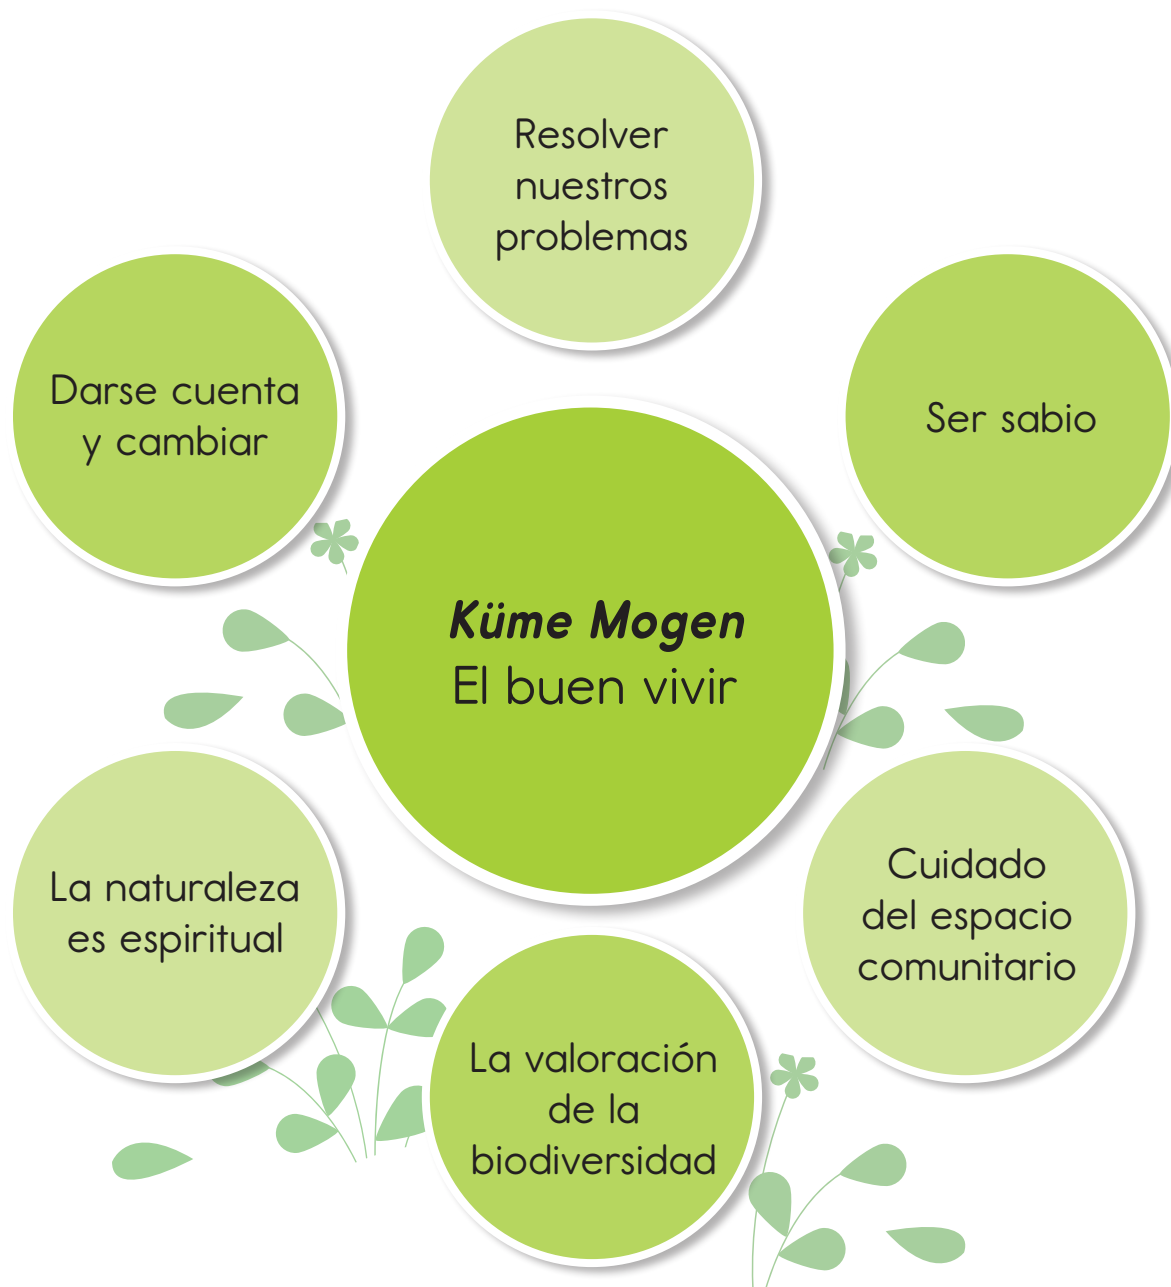 Resolver
nuestros
problemas
Darse cuenta
y cambiar
Ser sabio
Küme Mogen
El buen vivir
La naturaleza
es espiritual
Cuidado
del espacio
comunitario
La valoración
de la
biodiversidad